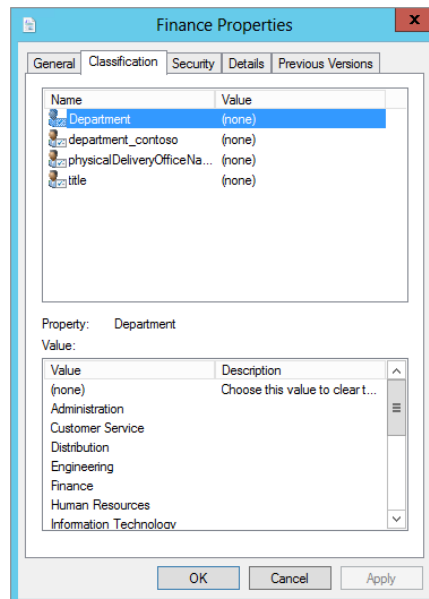 Finance Properties
x
General Classification Security Details Previous Versions
Name Value
Department (none)
department_contoso (none)
physicalDeliveryOfficeNa... (none)
title (none)
Property: Department
Value:
Value Description
(none) Choose this value to clear t...
Administration
Customer Service
Distribution
Engineering
Finance
Human Resources
Information Technology
OK Cancel Apply